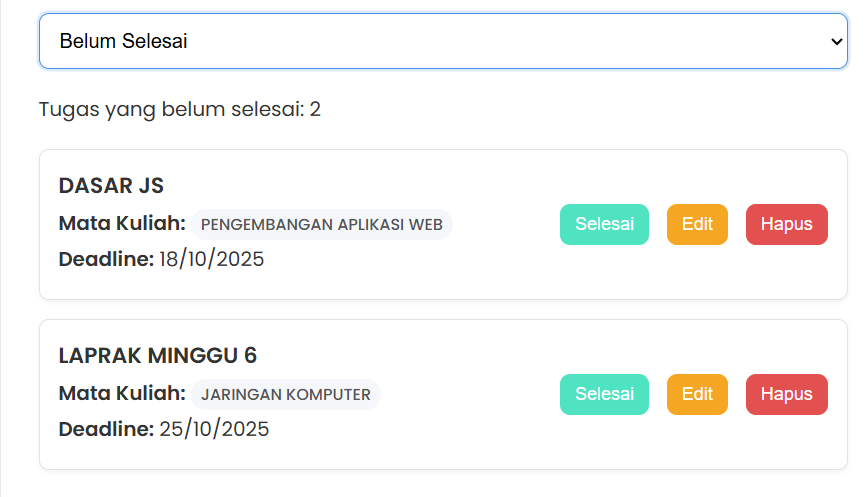 Belum Selesai
Tugas yang belum selesai: 2
DASAR JS
Mata Kuliah: PENGEMBANGAN APLIKASI WEB
Deadline: 18/10/2025
Selesai Edit Hapus
LAPRAK MINGGU 6
Mata Kuliah: JARINGAN KOMPUTER
Deadline: 25/10/2025
Selesai Edit Hapus